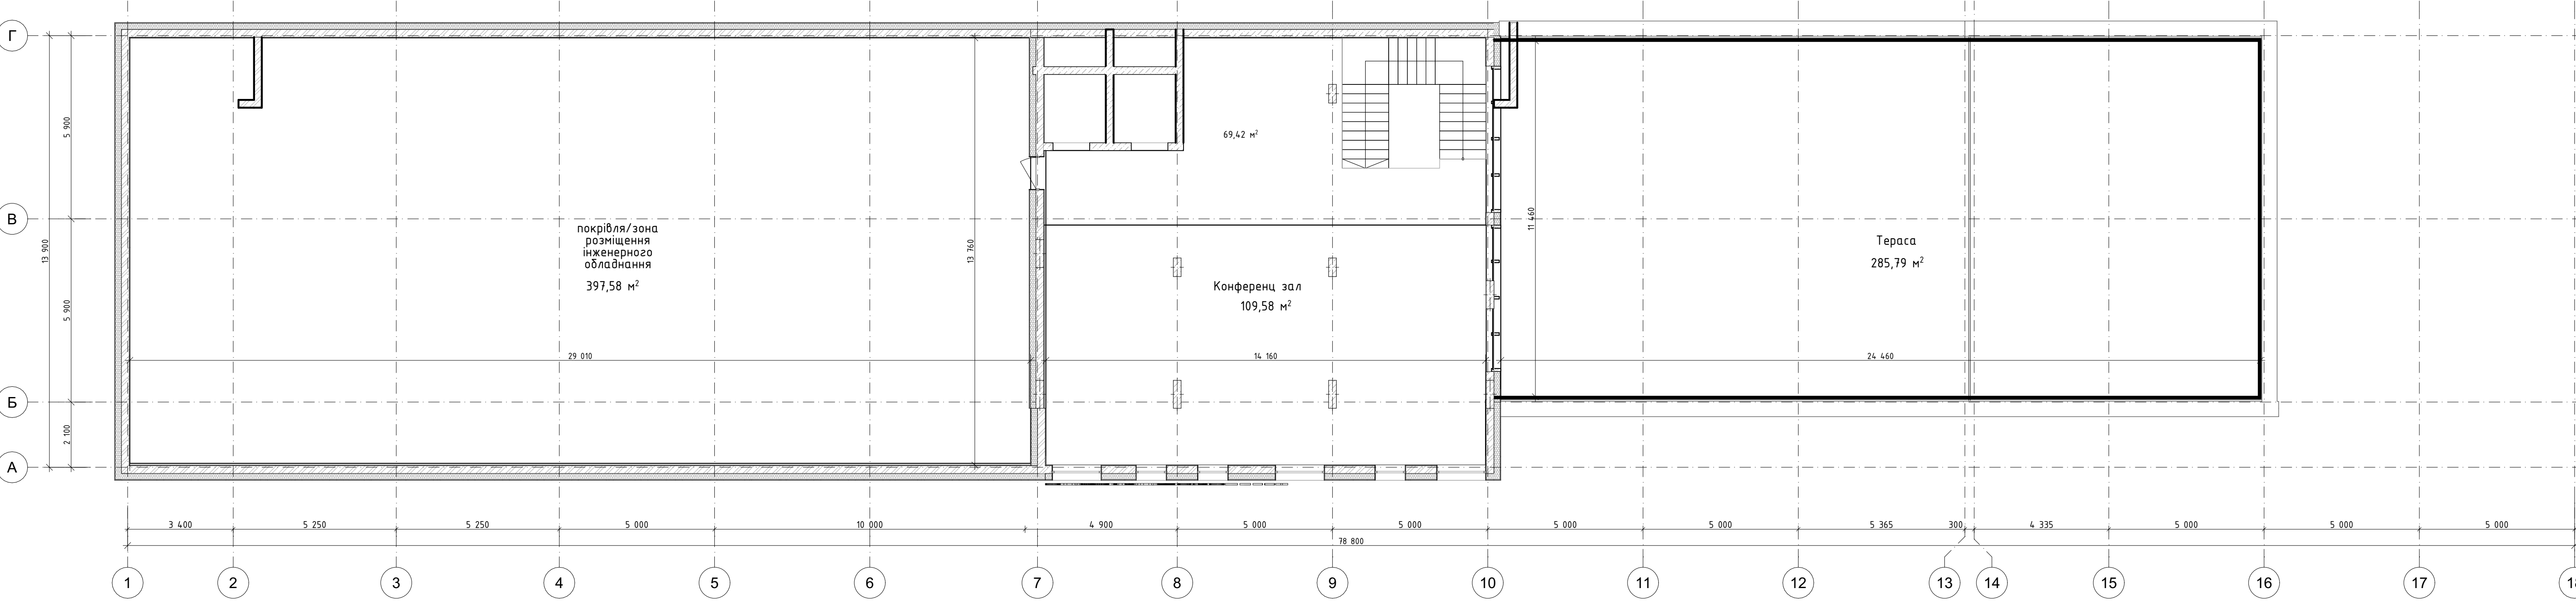 Г
В
Б
А
5 900
5 900
2 100
13 900
покрівля/зона
розміщення
інженерного
обладнання
397,58 м²
29 010
13 760
69,42 м²
Конференц зал
109,58 м²
14 160
11 460
Тераса
285,79 м²
24 460
3 400 5 250 5 250 5 000 10 000 4 900 5 000 5 000 5 000 5 000 5 365 300 4 335 5 000 5 000 5 000
78 800
1 2 3 4 5 6 7 8 9 10 11 12 13 14 15 16 17